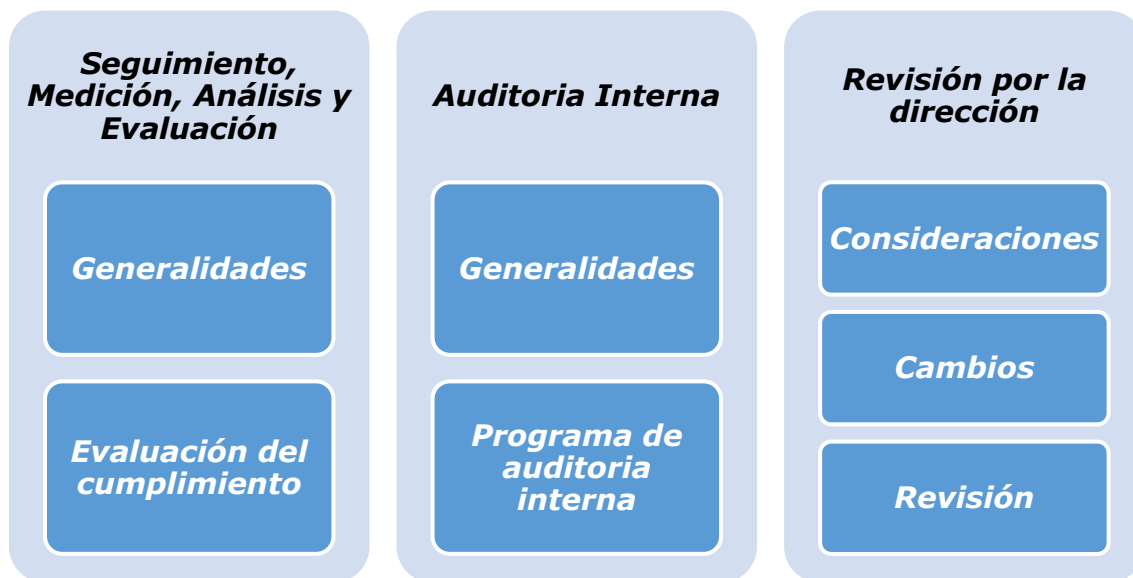 Seguimiento,
Medición, Análisis y
Evaluación
Generalidades
Evaluación del
cumplimiento
Auditoria Interna
Generalidades
Programa de
auditoria
interna
Revisión por la
dirección
Consideraciones
Cambios
Revisión